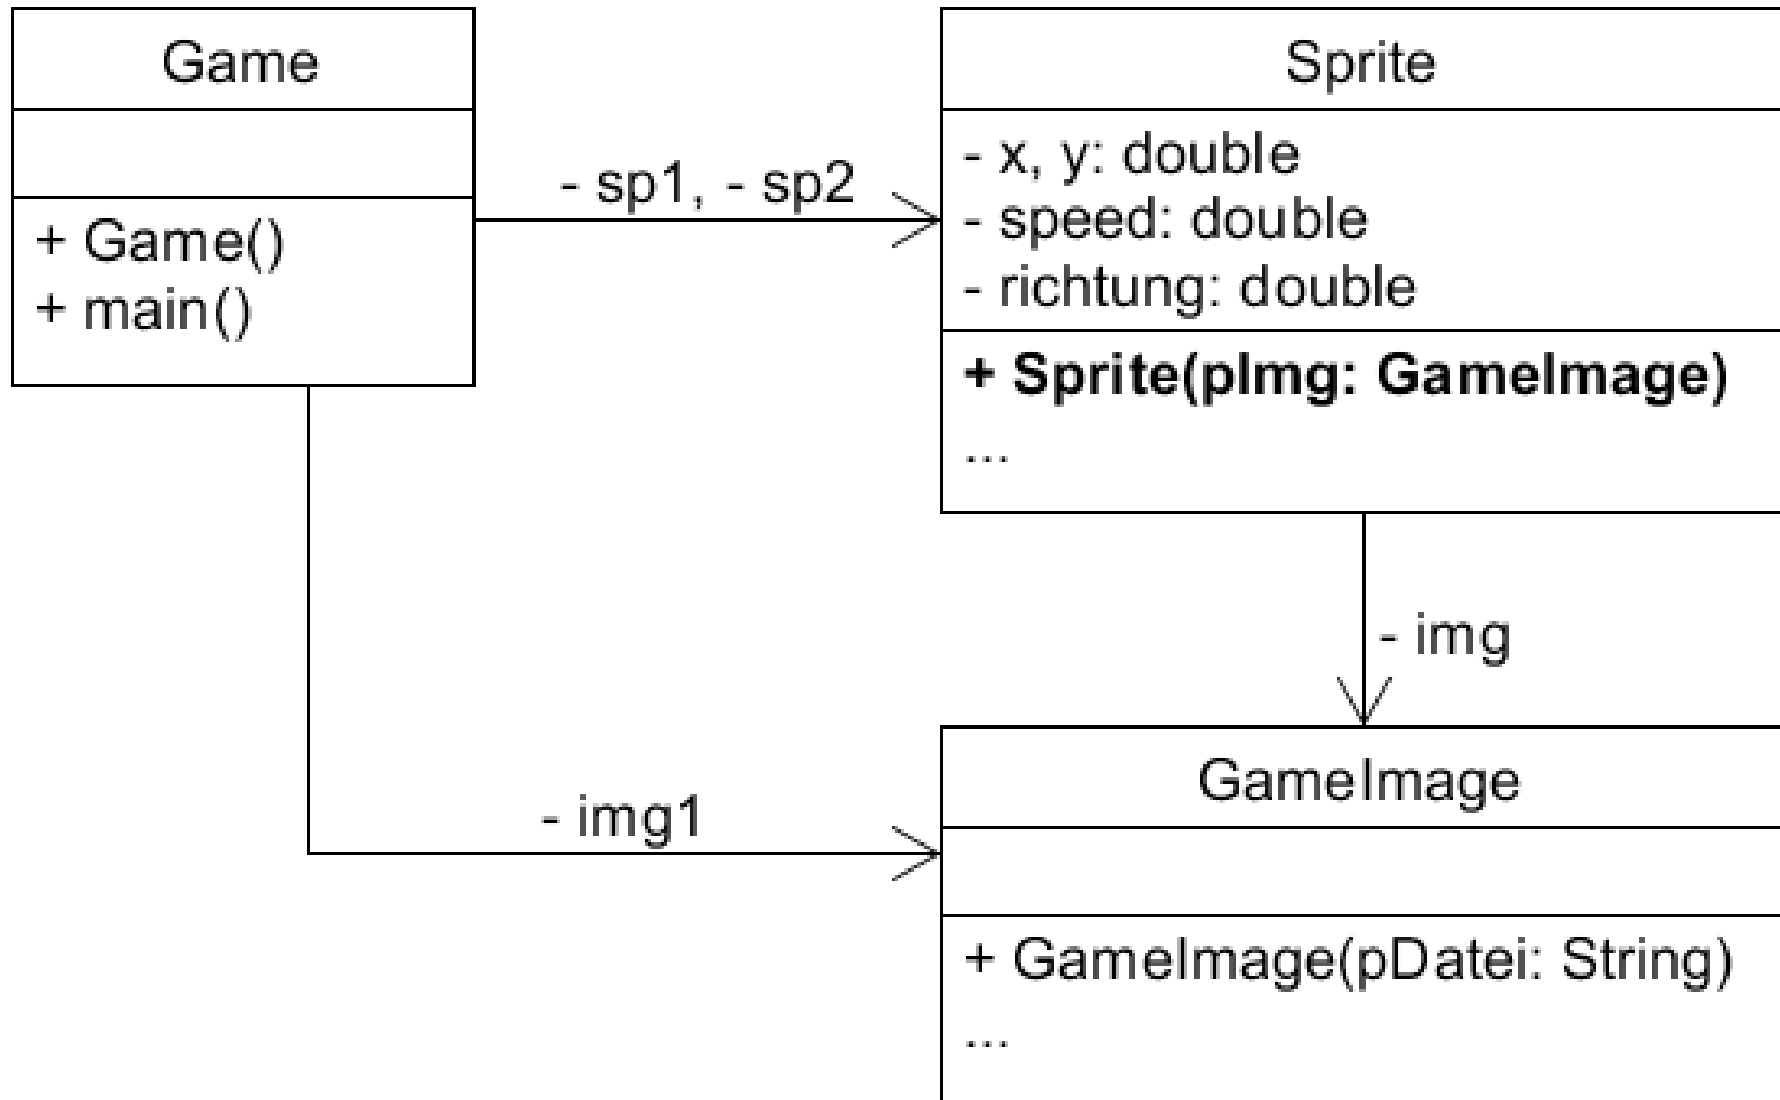 Game
+ Game()
+ main()
- sp1, - sp2
Sprite
- x, y: double
- speed: double
- richtung: double
+ Sprite(pImg: GameImage)
...
- img
- img1
GameImage
+ GameImage(pDatei: String)
...